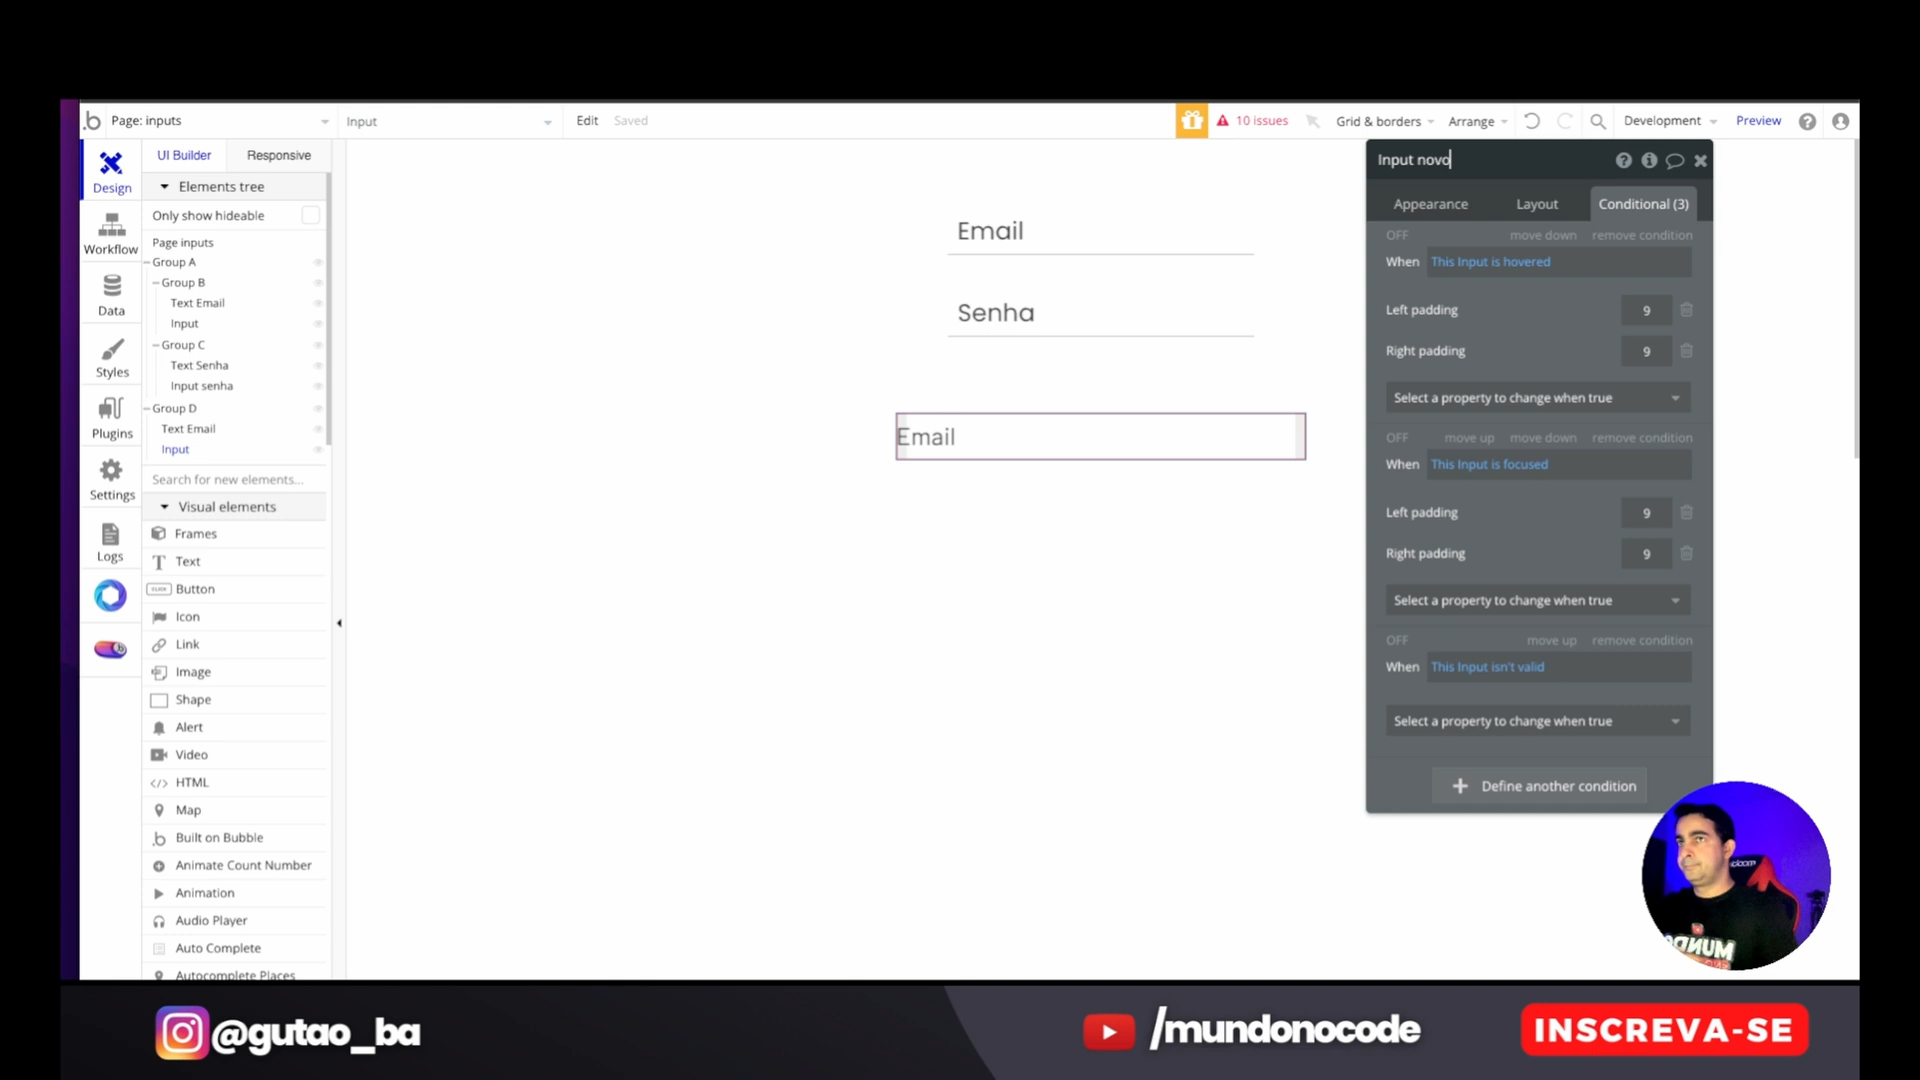 Page: inputs
Input
Edit
Saved
10 issues
Grid & borders
Arrange
Development
Preview
Design
Workflow
Data
Styles
Plugins
Settings
Logs
UI Builder
Responsive
Elements tree
Only show hideable
Page inputs
Group A
Group B
Text Email
Input
Group C
Text Senha
Input senha
Group D
Text Email
Input
Search for new elements...
Visual elements
Frames
Text
Button
Icon
Link
Image
Shape
Alert
Video
HTML
Map
Built on Bubble
Animate Count Number
Animation
Audio Player
Auto Complete
Autocomplete Places
Email
Senha
Email
Input novo
Appearance
Layout
Conditional (3)
OFF move down remove condition
When This Input is hovered
Left padding 9
Right padding 9
Select a property to change when true
OFF move up move down remove condition
When This Input is focused
Left padding 9
Right padding 9
Select a property to change when true
OFF move up remove condition
When This Input isn't valid
Select a property to change when true
+ Define another condition
@gutao_ba
/mundonocode
INSCREVA-SE